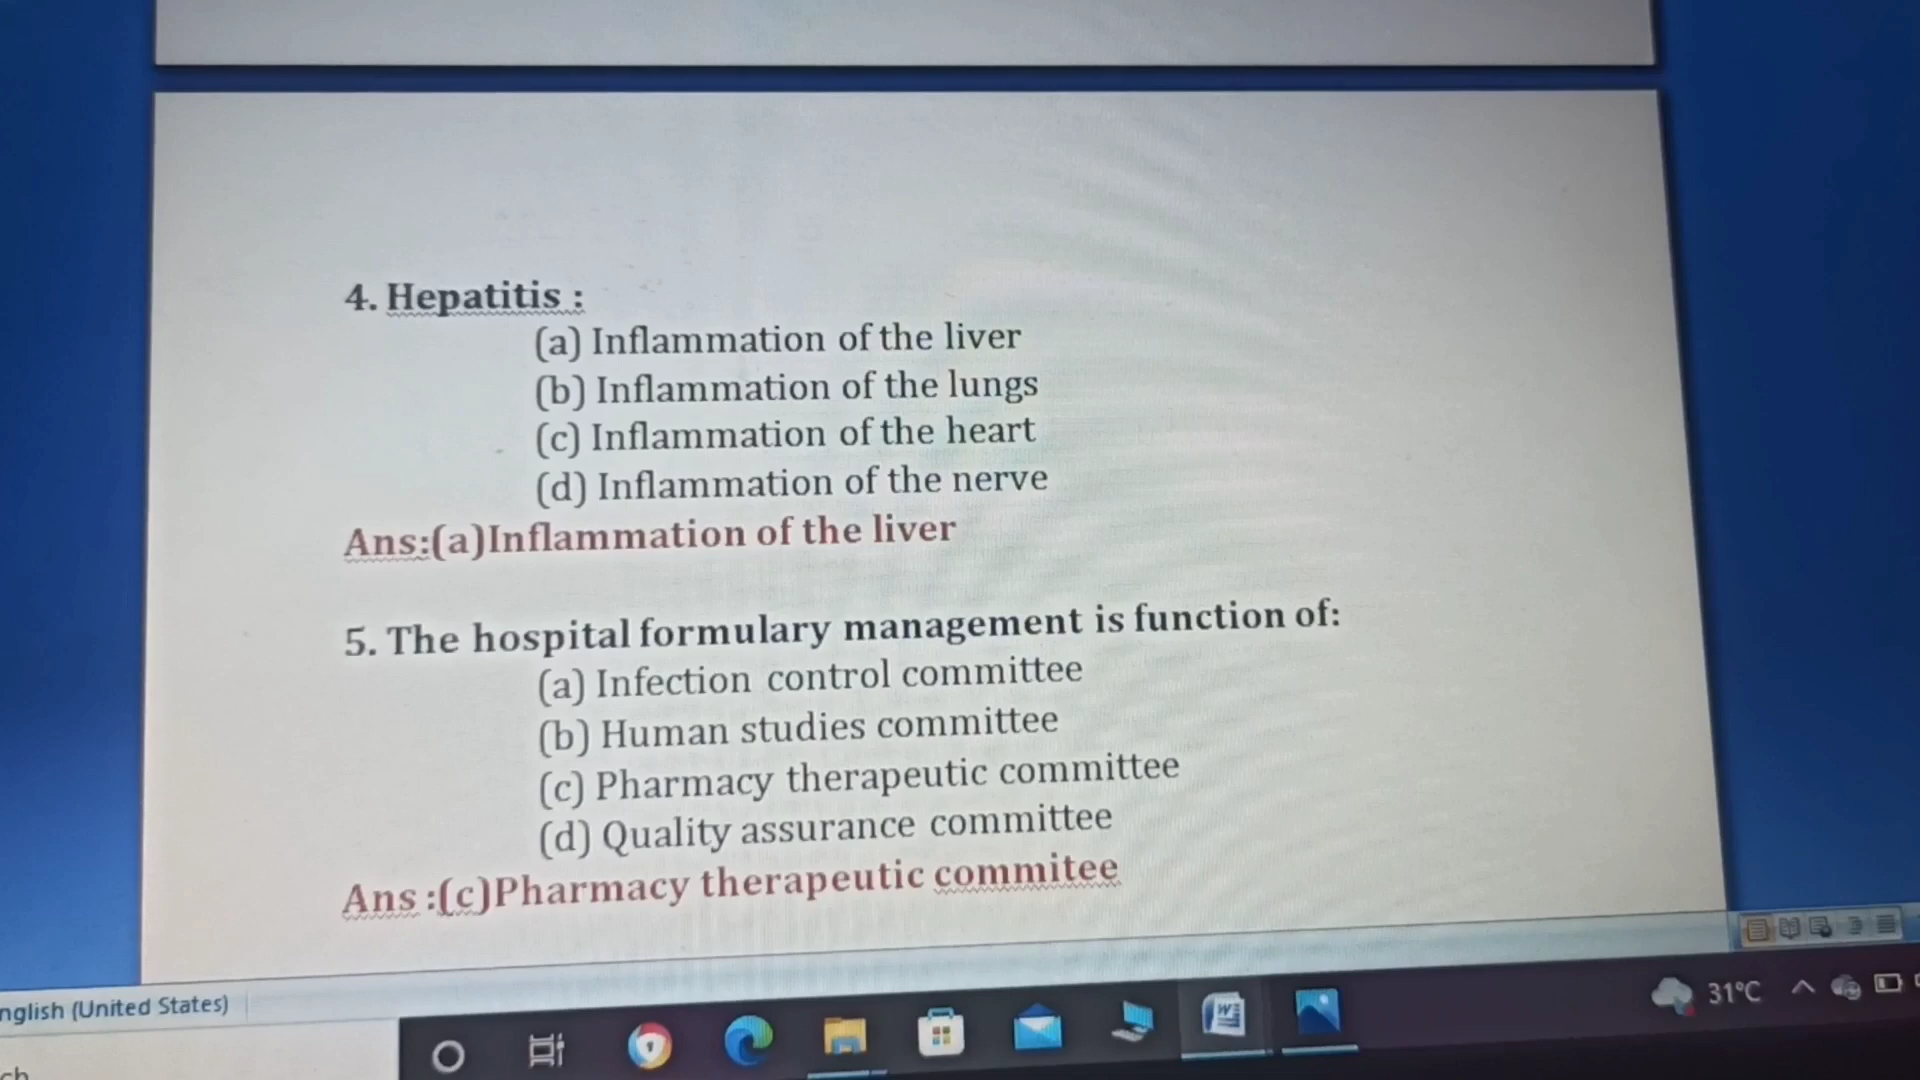 4. Hepatitis :
(a) Inflammation of the liver
(b) Inflammation of the lungs
(c) Inflammation of the heart
(d) Inflammation of the nerve
Ans:(a)Inflammation of the liver
5. The hospital formulary management is function of:
(a) Infection control committee
(b) Human studies committee
(c) Pharmacy therapeutic committee
(d) Quality assurance committee
Ans :(c)Pharmacy therapeutic commitee
nglish (United States)
31°C
ch